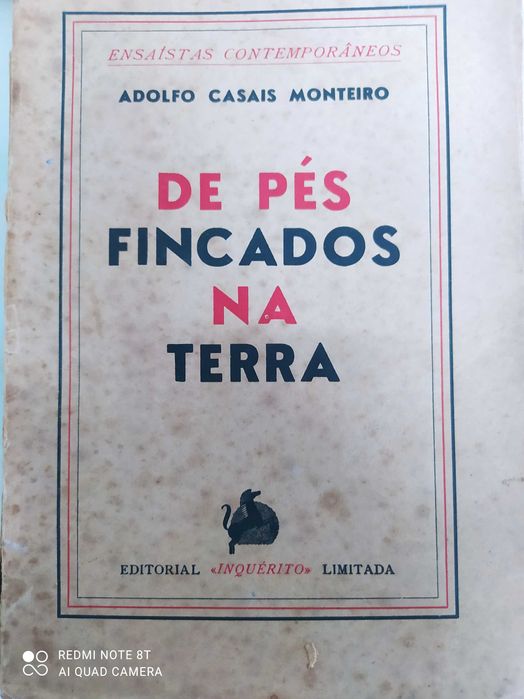 ENSAÍSTAS CONTEMPORÂNEOS
ADOLFO CASAIS MONTEIRO
DE PÉS
FINCADOS
NA
TERRA
EDITORIAL «INQUÉRITO» LIMITADA
REDMI NOTE 8T
AI QUAD CAMERA